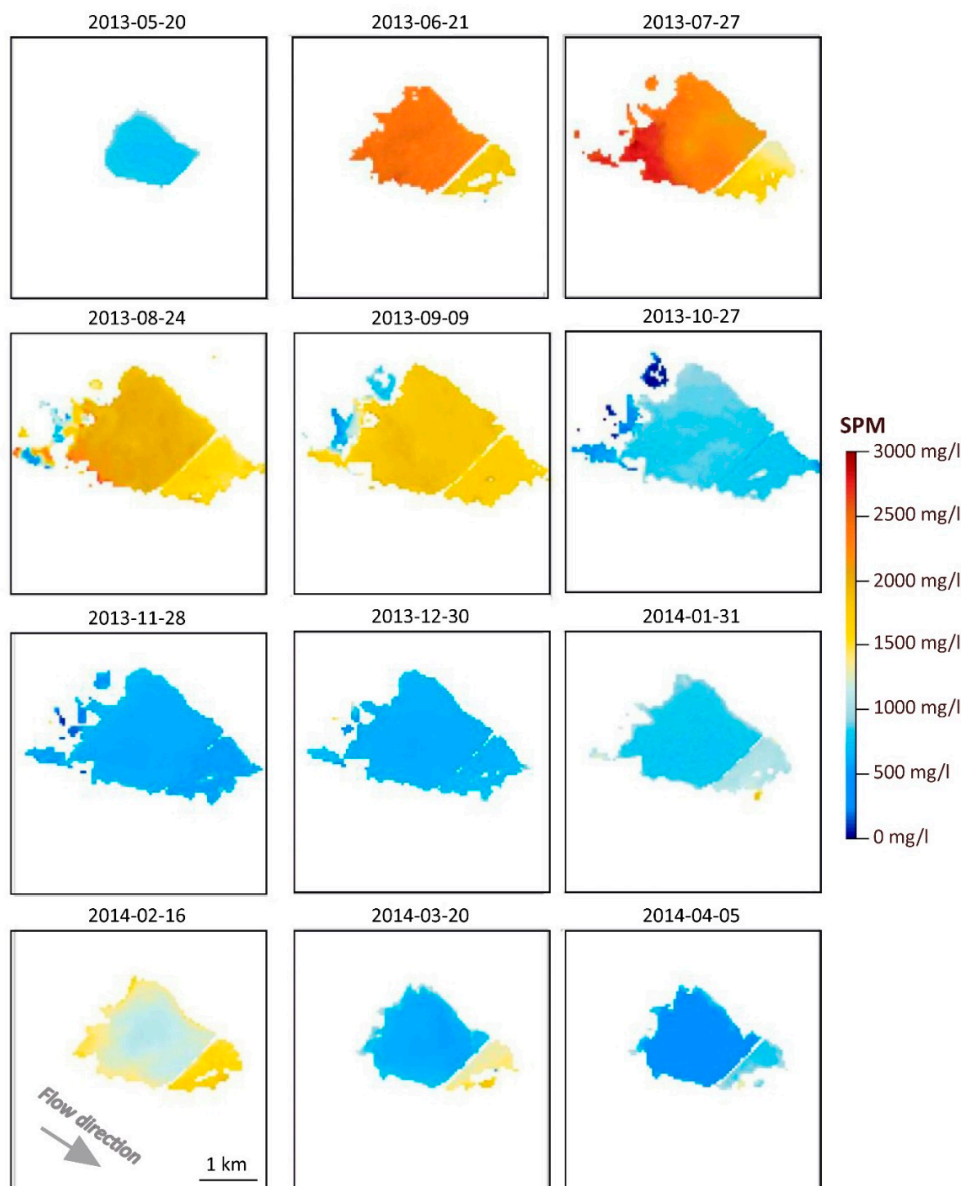 2013-05-20
2013-06-21
2013-07-27
2013-08-24
2013-09-09
2013-10-27
SPM
3000 mg/l
2500 mg/l
2000 mg/l
1500 mg/l
1000 mg/l
500 mg/l
0 mg/l
2013-11-28
2013-12-30
2014-01-31
2014-02-16
2014-03-20
2014-04-05
Flow direction
1 km